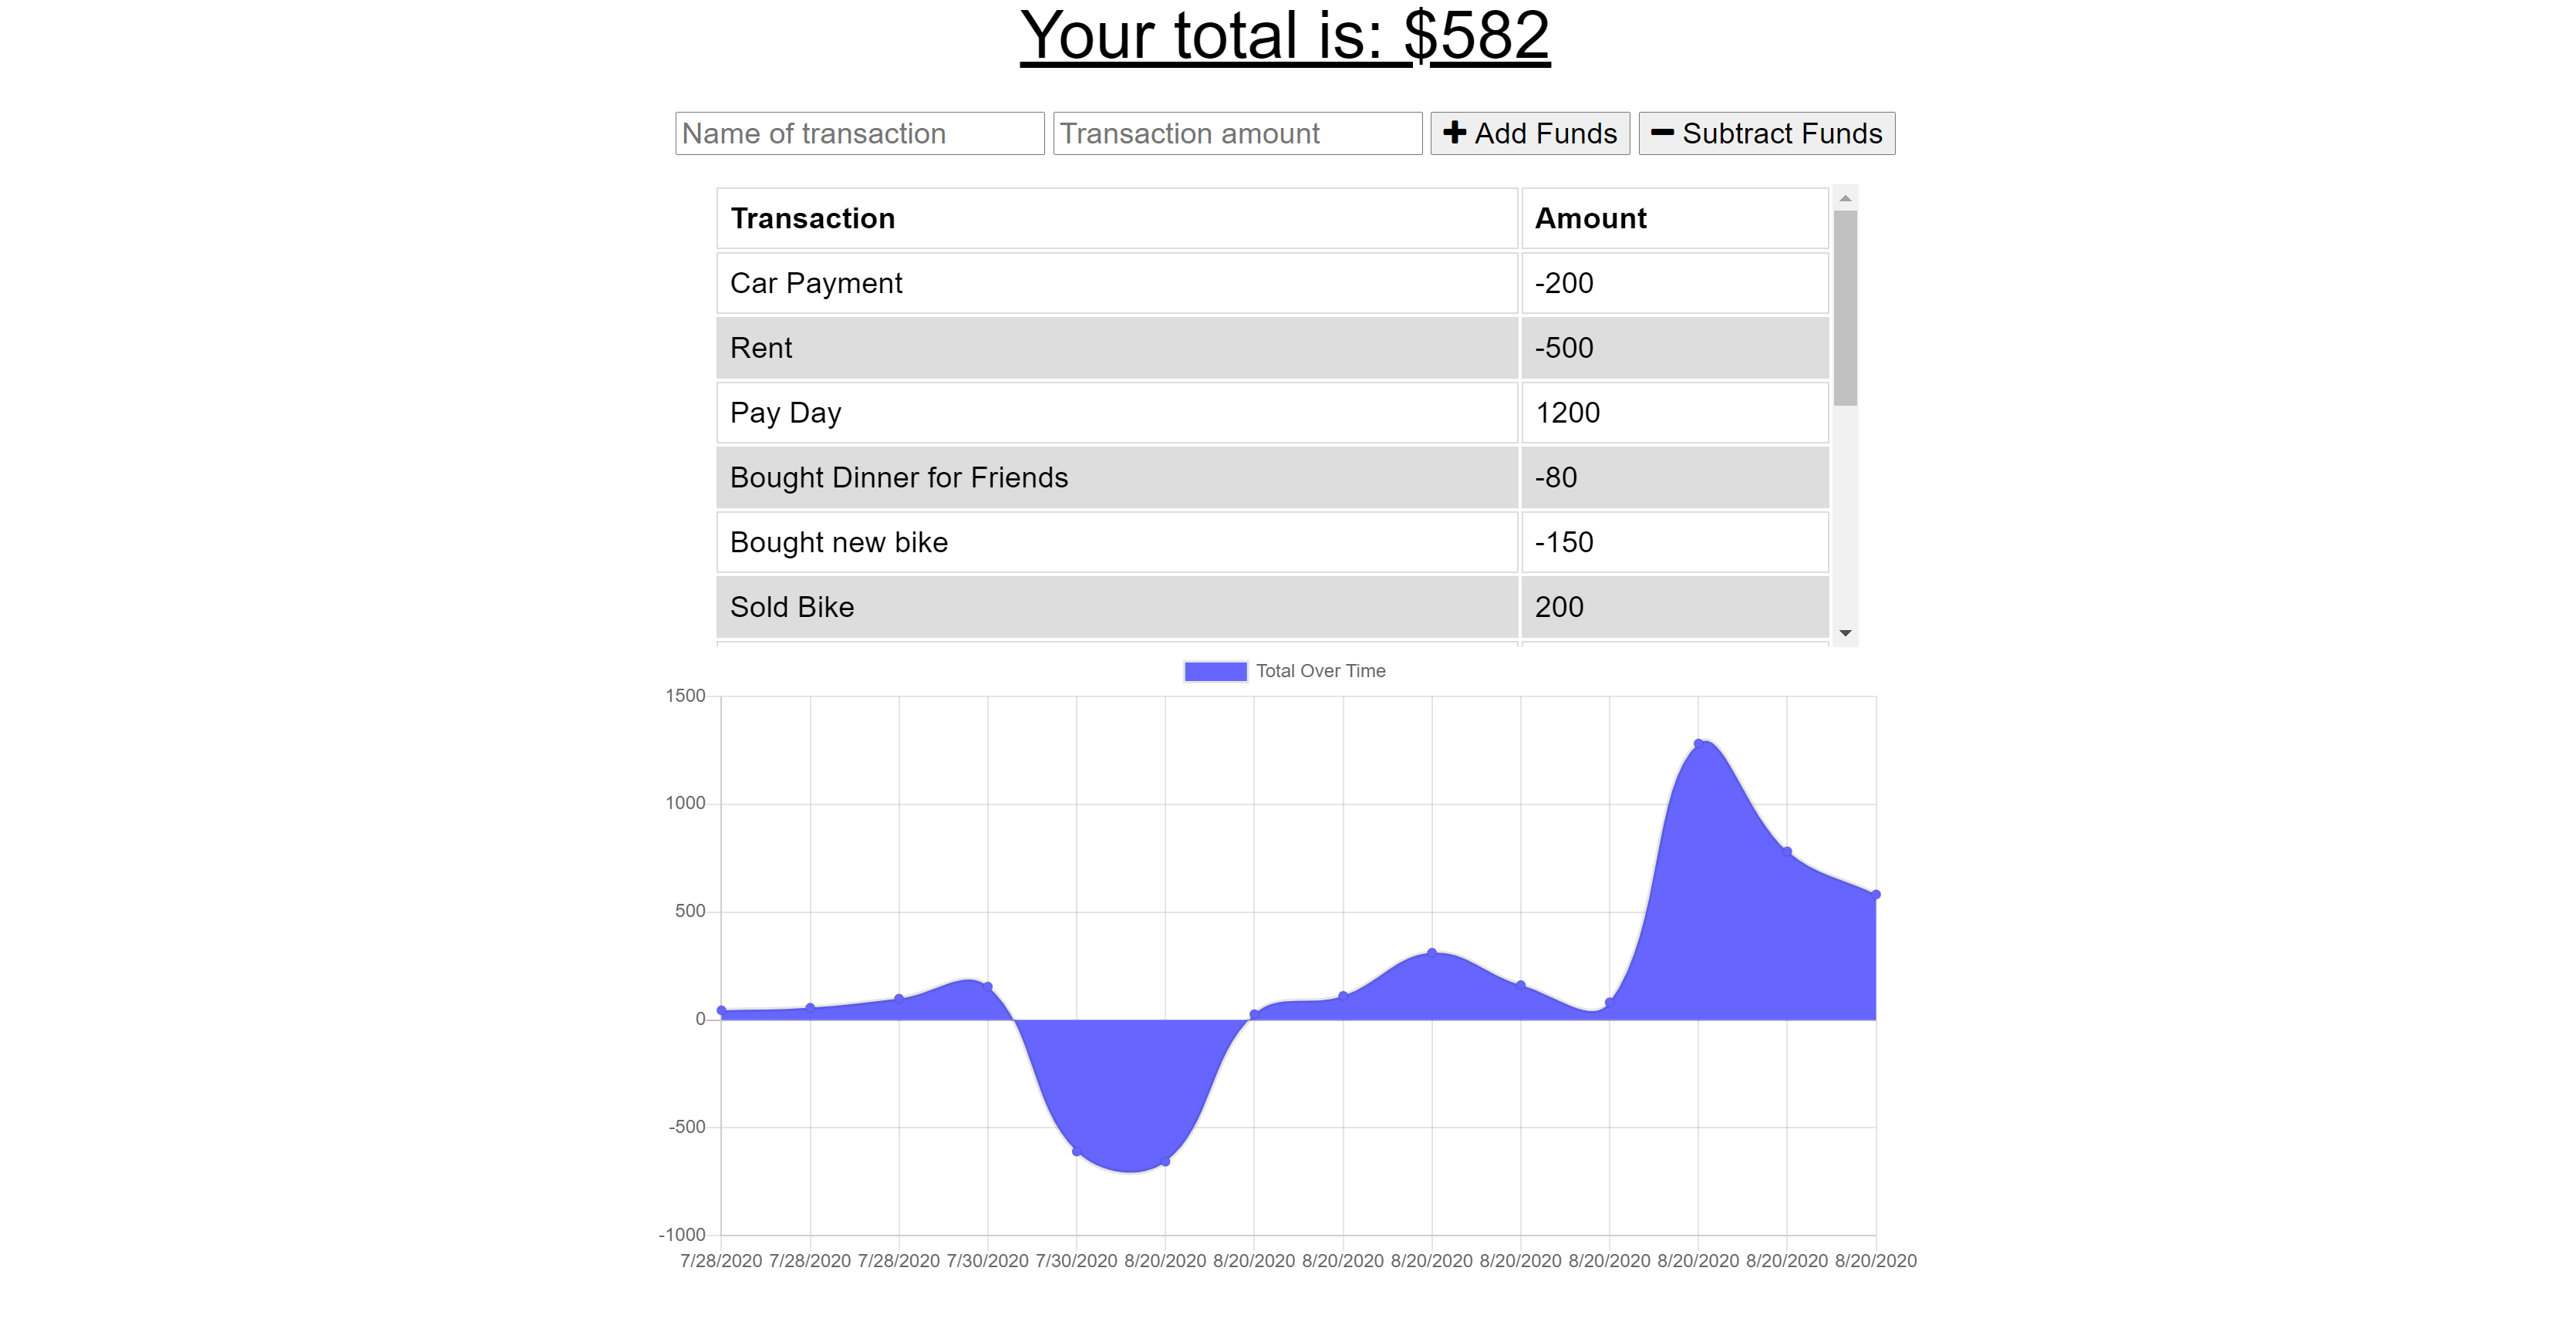 Your total is: $582
Name of transaction Transaction amount Add Funds Subtract Funds
Transaction Amount
Car Payment -200
Rent -500
Pay Day 1200
Bought Dinner for Friends -80
Bought new bike -150
Sold Bike 200
Total Over Time
1500
1000
500
0
-500
-1000
7/28/2020 7/28/2020 7/28/2020 7/30/2020 7/30/2020 8/20/2020 8/20/2020 8/20/2020 8/20/2020 8/20/2020 8/20/2020 8/20/2020 8/20/2020 8/20/2020